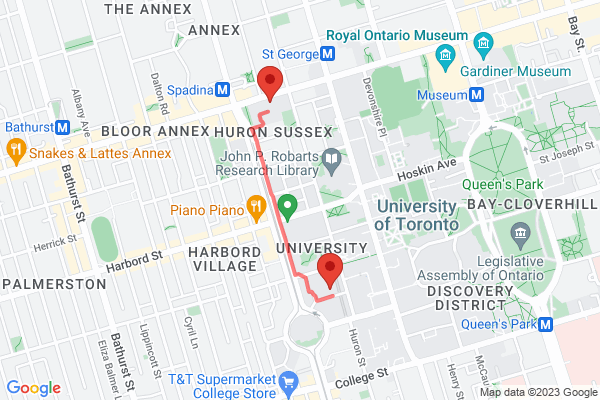 THE ANNEX
ANNEX
Bay St
Royal Ontario Museum
St George M
Gardiner Museum
Dalton Rd
Spadina M
Devonshire Pl
Museum M
Albany Ave
Bathurst M
BLOOR ANNEX
HURON SUSSEX
Snakes & Lattes Annex
John P. Robarts
Research Library
Hoskin Ave
St Joseph St
Bathurst St
Queen's Park
Piano Piano
University
of Toronto
BAY-CLOVERHILL
Herrick St
UNIVERSITY
Harbord St
HARBORD
VILLAGE
Legislative
Assembly of Ontario
PALMERSTON
DISCOVERY
DISTRICT
Queen's Park M
Cyril Ln
Lippincott St
Bathurst St
Eliza Balmer L
Huron St
College St
Henry St
McCau
T&T Supermarket
College Store
Google
Map data ©2023 Google